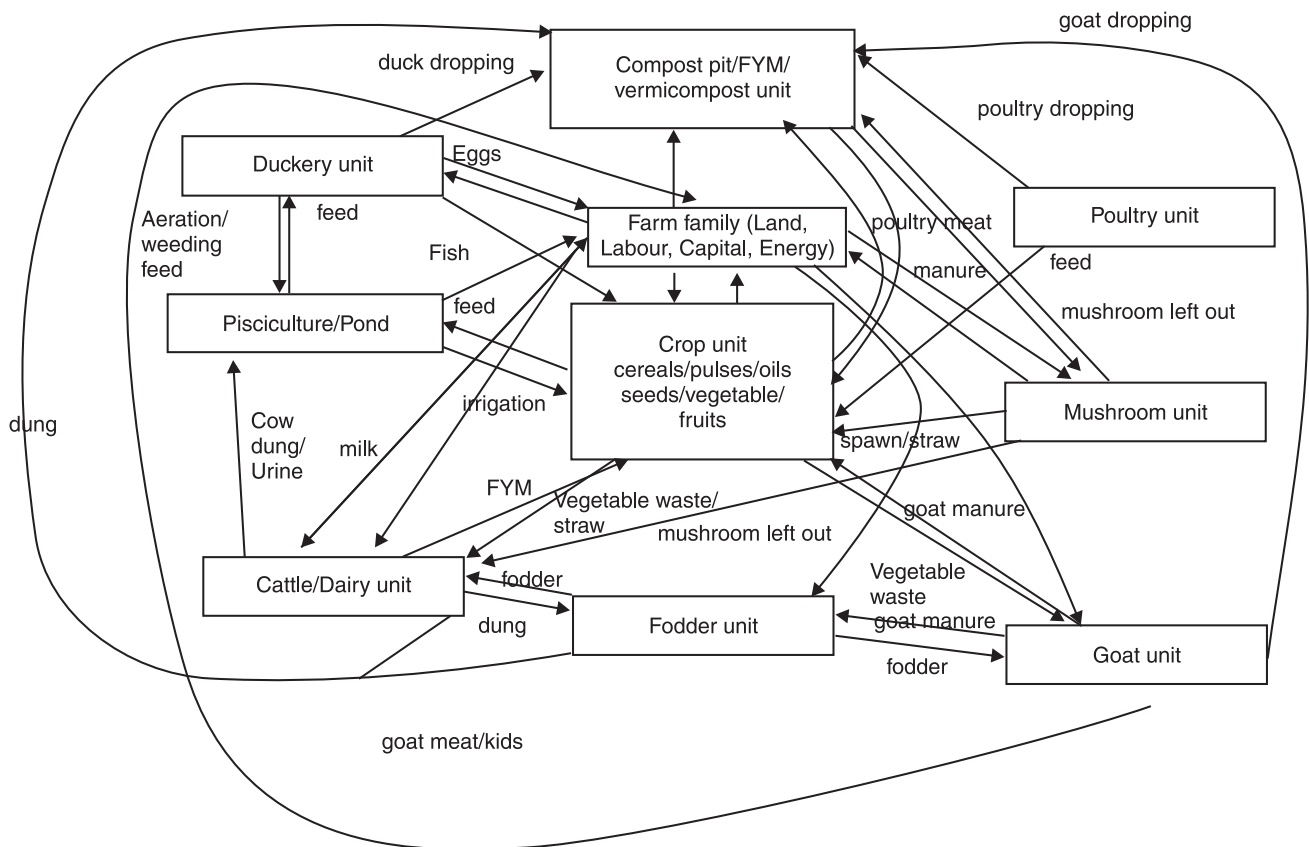 goat dropping
Compost pit/FYM/
vermicompost unit
duck dropping
poultry dropping
Duckery unit
Eggs
Poultry unit
Aeration/
weeding
feed
feed
Farm family (Land,
Labour, Capital, Energy)
poultry meat
Fish
manure
feed
feed
mushroom left out
Pisciculture/Pond
Crop unit
cereals/pulses/oils
seeds/vegetable/
fruits
irrigation
Mushroom unit
dung
Cow
dung/
Urine
milk
spawn/straw
FYM
Vegetable waste/
straw
goat manure
mushroom left out
Cattle/Dairy unit
fodder
Vegetable
waste
goat manure
dung
Fodder unit
Goat unit
fodder
goat meat/kids